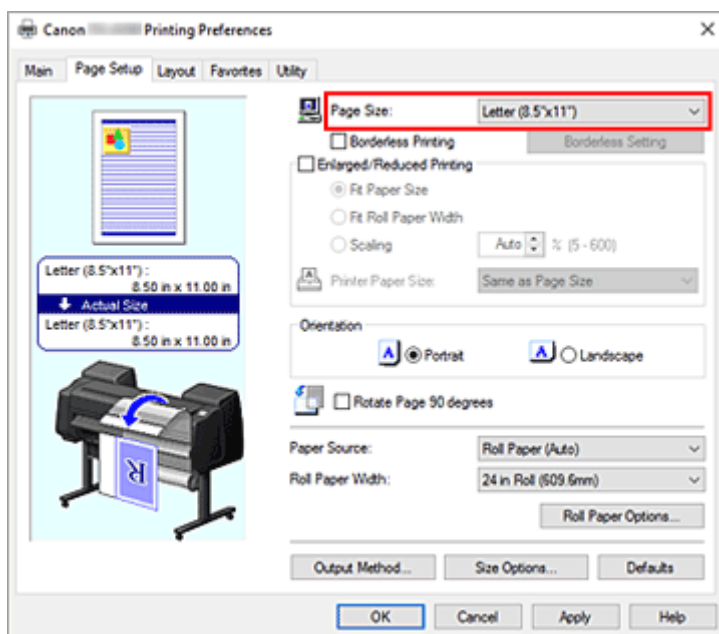 Canon Printing Preferences
Main Page Setup Layout Favorites Utility
Page Size: Letter (8.5"x11")
Borderless Printing Borderless Setting
Enlarged/Reduced Printing
Fit Paper Size
Fit Roll Paper Width
Scaling Auto % (5 - 600)
Printer Paper Size: Same as Page Size
Letter (8.5"x11") :
8.50 in x 11.00 in
Actual Size
Letter (8.5"x11") :
8.50 in x 11.00 in
Orientation
A Portrait A Landscape
Rotate Page 90 degrees
Paper Source: Roll Paper (Auto)
Roll Paper Width: 24 in Roll (609.6mm)
Roll Paper Options...
R
Output Method... Size Options... Defaults
OK Cancel Apply Help